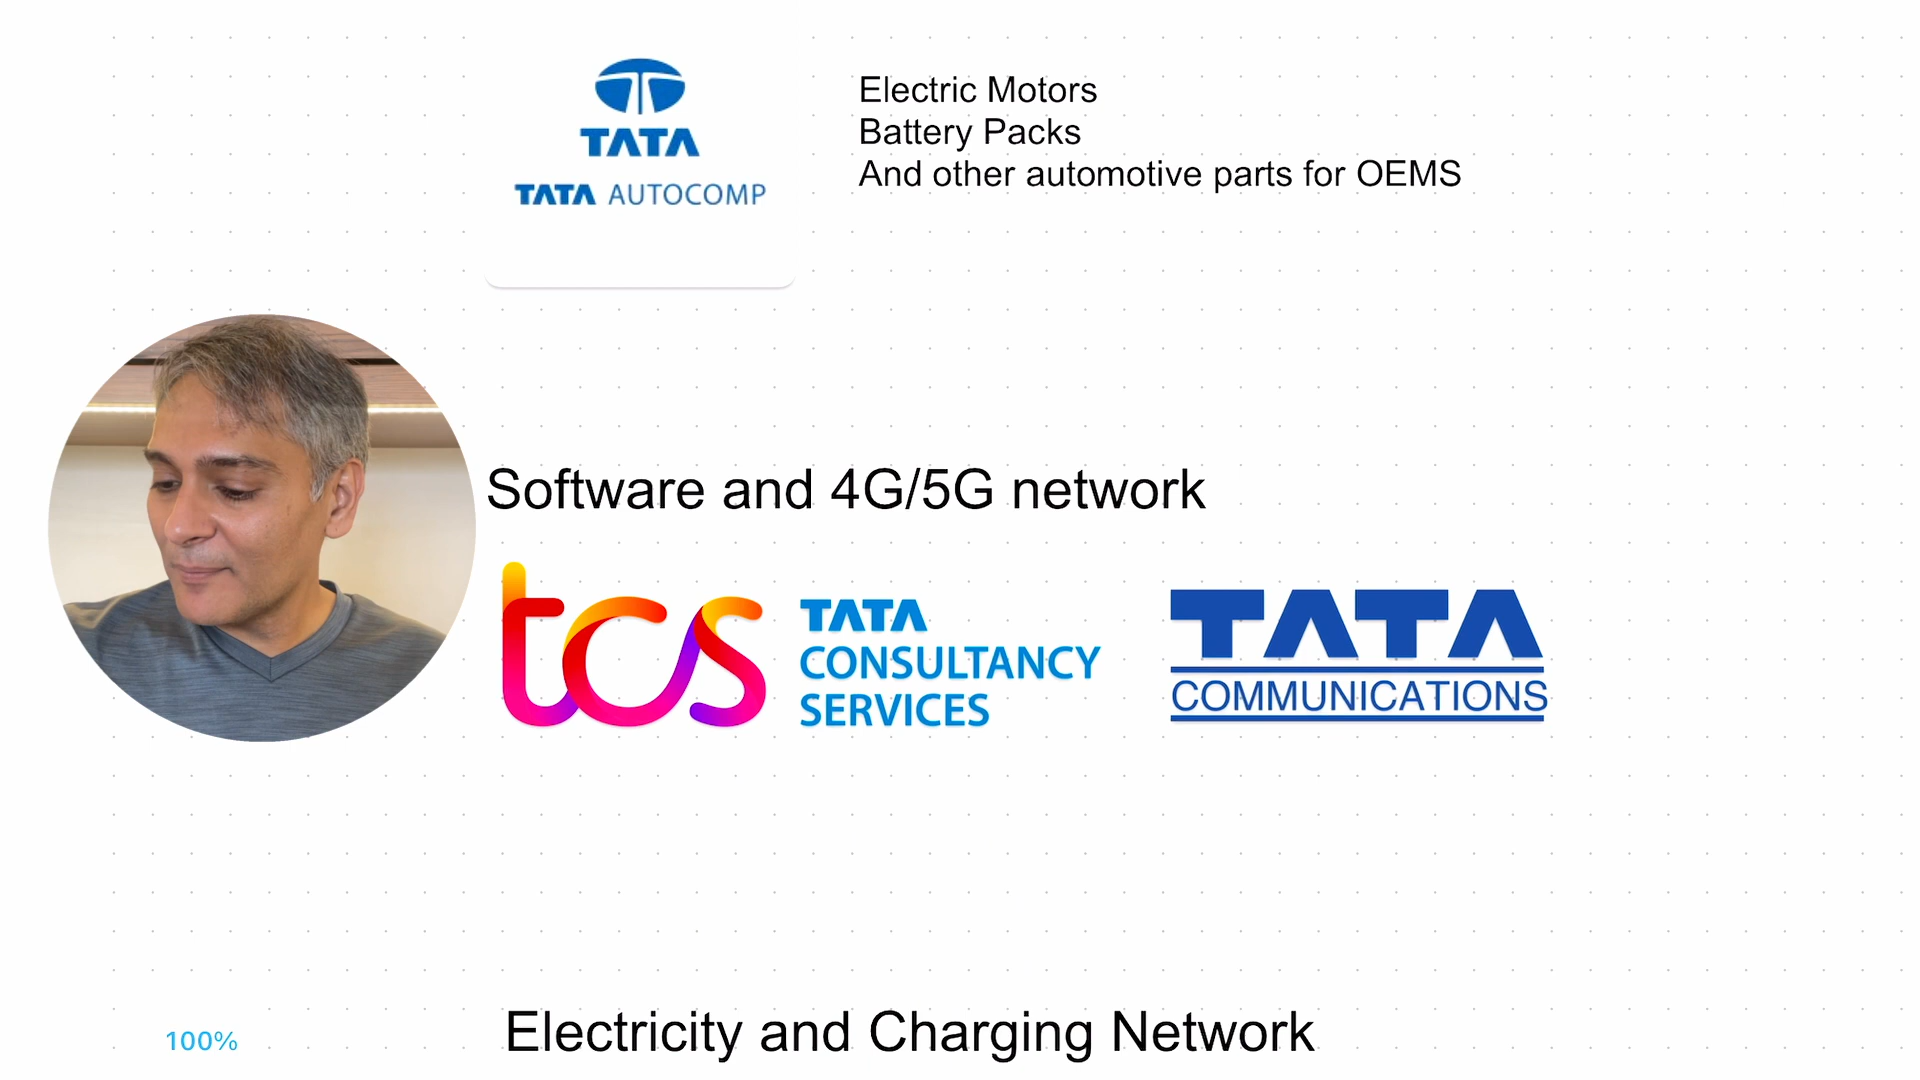 TATA
TATA AUTOCOMP
Electric Motors
Battery Packs
And other automotive parts for OEMS
Software and 4G/5G network
tcs
TATA
CONSULTANCY
SERVICES
TATA
COMMUNICATIONS
100%
Electricity and Charging Network